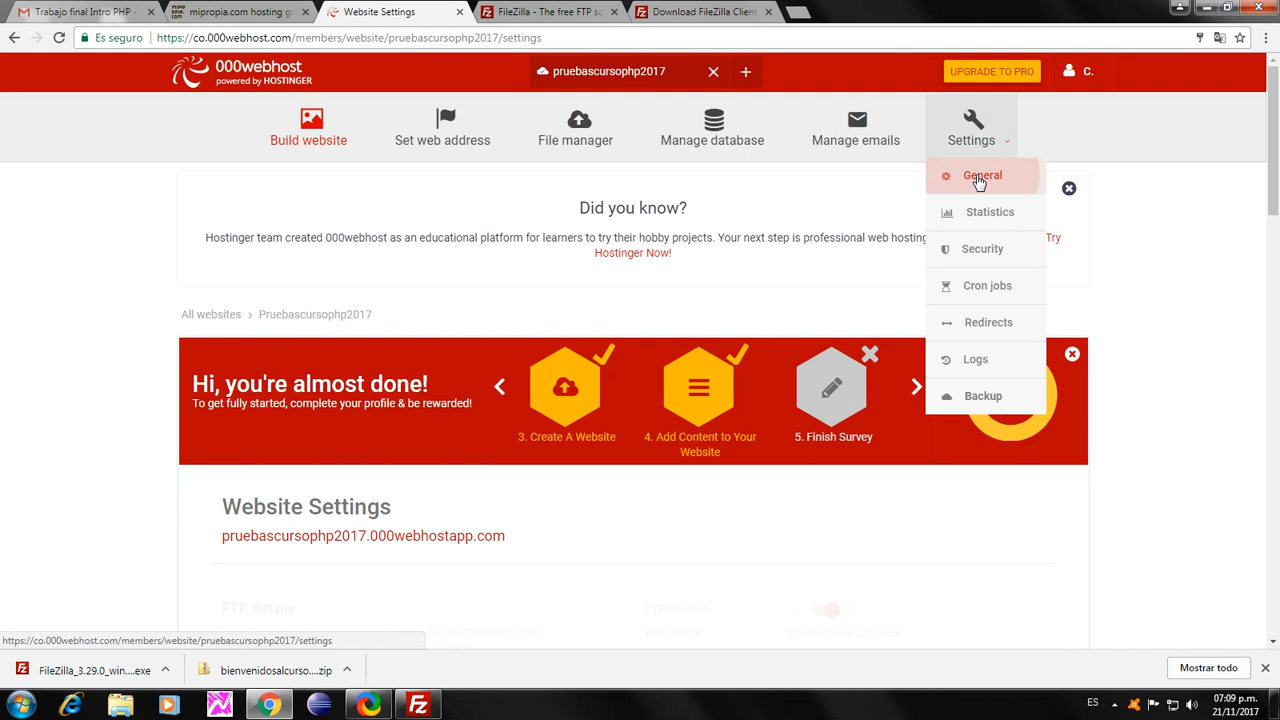 Trabajo final Intro PHP -
mipropia.com hosting g
Website Settings
FileZilla - The free FTP so
Download FileZilla Client
Es seguro
https://co.000webhost.com/members/website/pruebascursophp2017/settings
000webhost
powered by HOSTINGER
pruebascursophp2017
UPGRADE TO PRO
C.
Build website
Set web address
File manager
Manage database
Manage emails
Settings
General
Statistics
Security
Cron jobs
Redirects
Logs
Backup
Did you know?
Hostinger team created 000webhost as an educational platform for learners to try their hobby projects. Your next step is professional web hosting Try
Hostinger Now!
All websites › Pruebascursophp2017
Hi, you're almost done!
To get fully started, complete your profile & be rewarded!
3. Create A Website
4. Add Content to Your
Website
5. Finish Survey
Website Settings
pruebascursophp2017.000webhostapp.com
FTP details
FTP transfer
Host Name
https://co.000webhost.com/members/website/pruebascursophp2017/settings
FileZilla_3.29.0_win....exe
bienvenidosalcurso....zip
Mostrar todo
ES
07:09 p.m.
21/11/2017